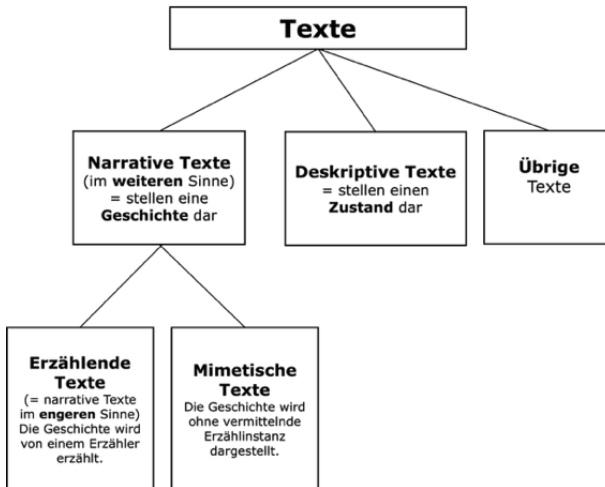 Texte
Narrative Texte
(im weiteren Sinne)
= stellen eine
Geschichte dar
Deskriptive Texte
= stellen einen
Zustand dar
Übrige
Texte
Erzählende
Texte
(= narrative Texte
im engeren Sinne)
Die Geschichte wird
von einem Erzähler
erzählt.
Mimetische
Texte
Die Geschichte wird
ohne vermittelnde
Erzählinstanz
dargestellt.